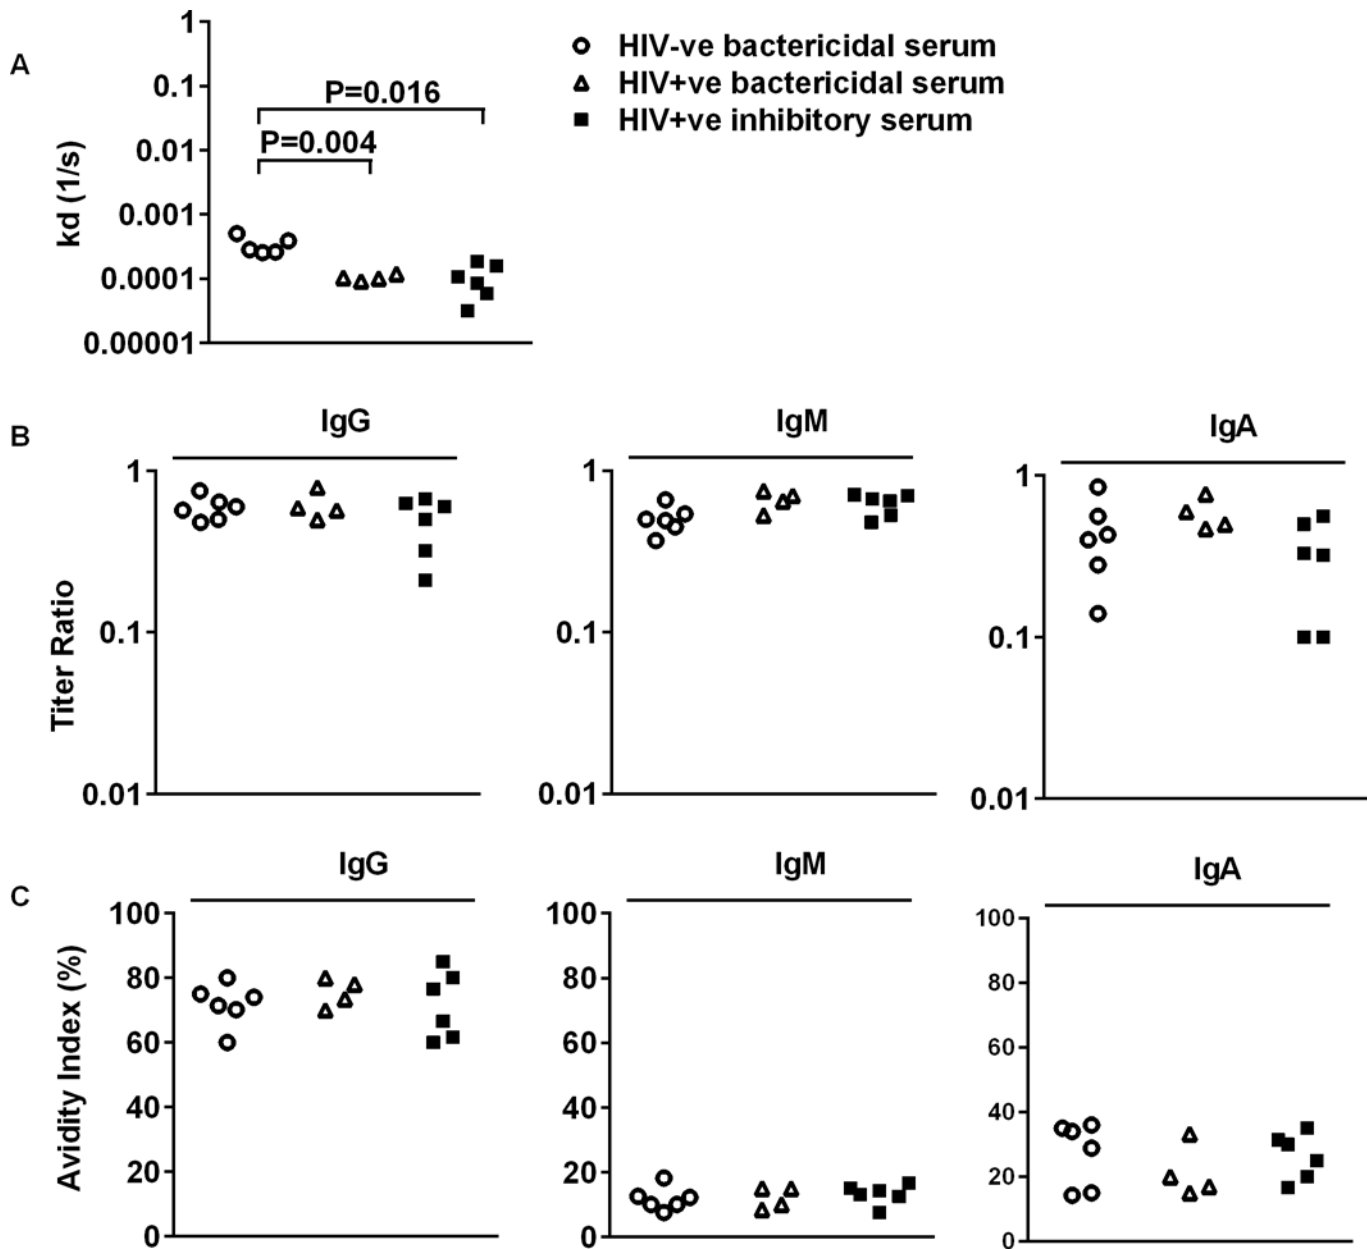 A
kd (1/s)
1
0.1
0.01
0.001
0.0001
0.00001
P=0.016
P=0.004
HIV-ve bactericidal serum
HIV+ve bactericidal serum
HIV+ve inhibitory serum
B
Titer Ratio
IgG
1
0.1
0.01
IgM
1
0.1
0.01
IgA
1
0.1
0.01
C
Avidity Index (%)
IgG
100
80
60
40
20
0
IgM
100
80
60
40
20
0
IgA
100
80
60
40
20
0